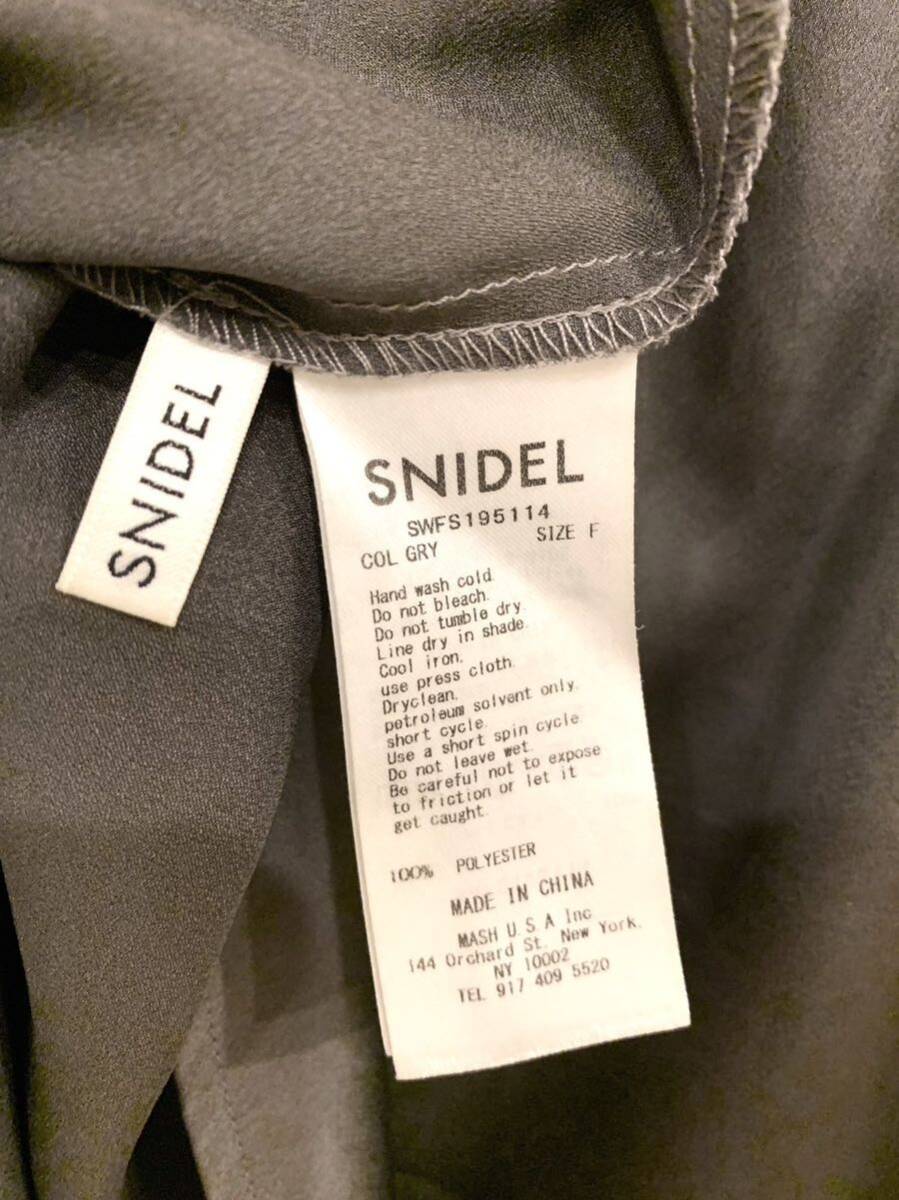 SNIDEL
SNIDEL
SWFS195114
COL GRY SIZE F
Hand wash cold.
Do not bleach.
Do not tumble dry.
Line dry in shade.
Cool iron.
use press cloth.
Dryclean.
petroleum solvent only.
short cycle.
Use a short spin cycle.
Do not leave wet.
Be careful not to expose
to friction or let it
get caught.
100% POLYESTER
MADE IN CHINA
MASH U.S.A Inc
144 Orchard St. New York.
NY 10002
TEL 917 409 5520